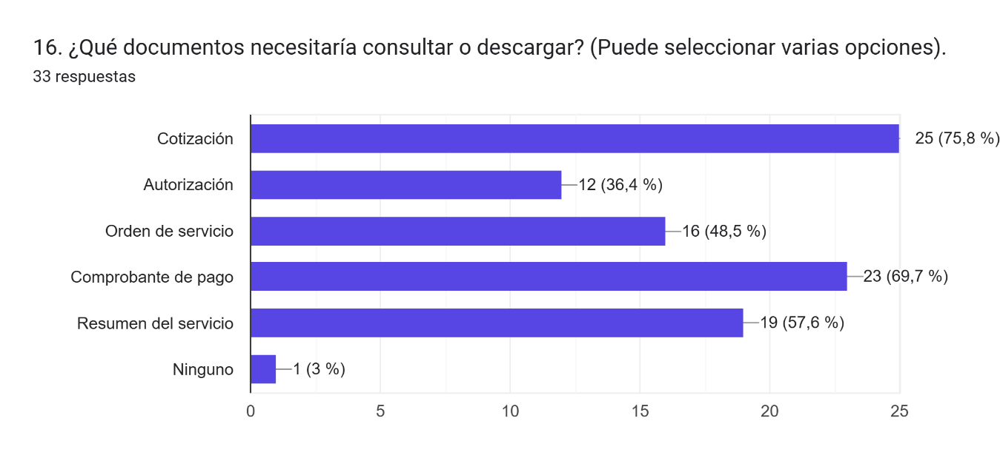 16. ¿Qué documentos necesitaría consultar o descargar? (Puede seleccionar varias opciones).
33 respuestas
Cotización 25 (75,8 %)
Autorización 12 (36,4 %)
Orden de servicio 16 (48,5 %)
Comprobante de pago 23 (69,7 %)
Resumen del servicio 19 (57,6 %)
Ninguno 1 (3 %)
0 5 10 15 20 25